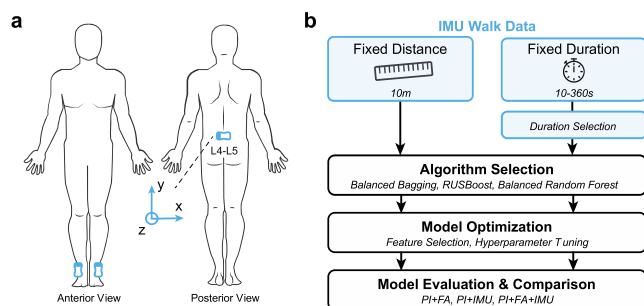 a
L4-L5
y
x
z
Anterior View
Posterior View
b
IMU Walk Data
Fixed Distance
10m
Fixed Duration
10-360s
Duration Selection
Algorithm Selection
Balanced Bagging, RUSBoost, Balanced Random Forest
Model Optimization
Feature Selection, Hyperparameter Tuning
Model Evaluation & Comparison
PI+FA, PI+IMU, PI+FA+IMU